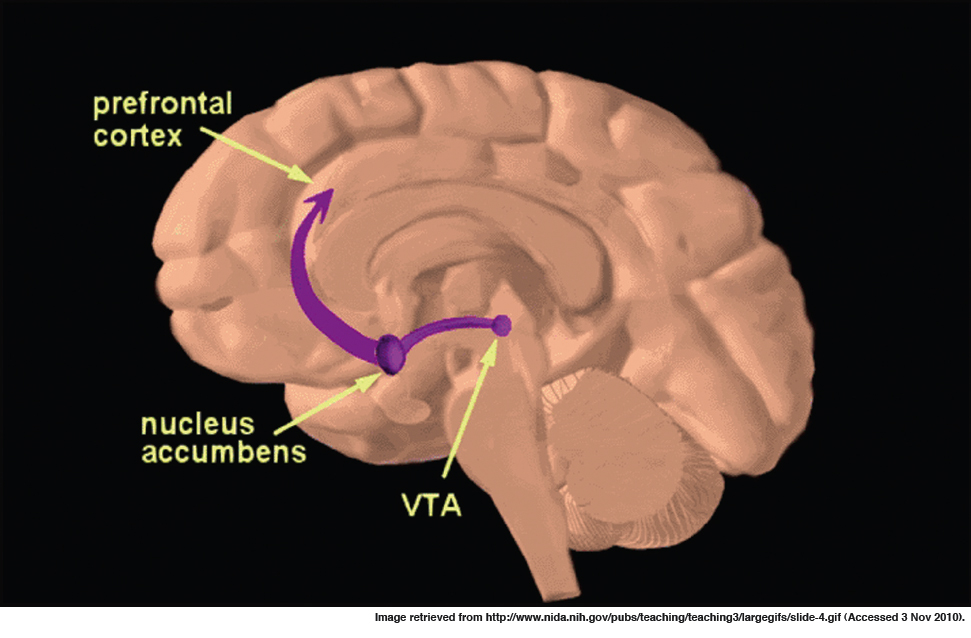 prefrontal
cortex
nucleus
accumbens
VTA
Image retrieved from http://www.nida.nih.gov/pubs/teaching/teaching3/largegifs/slide-4.gif (Accessed 3 Nov 2010).